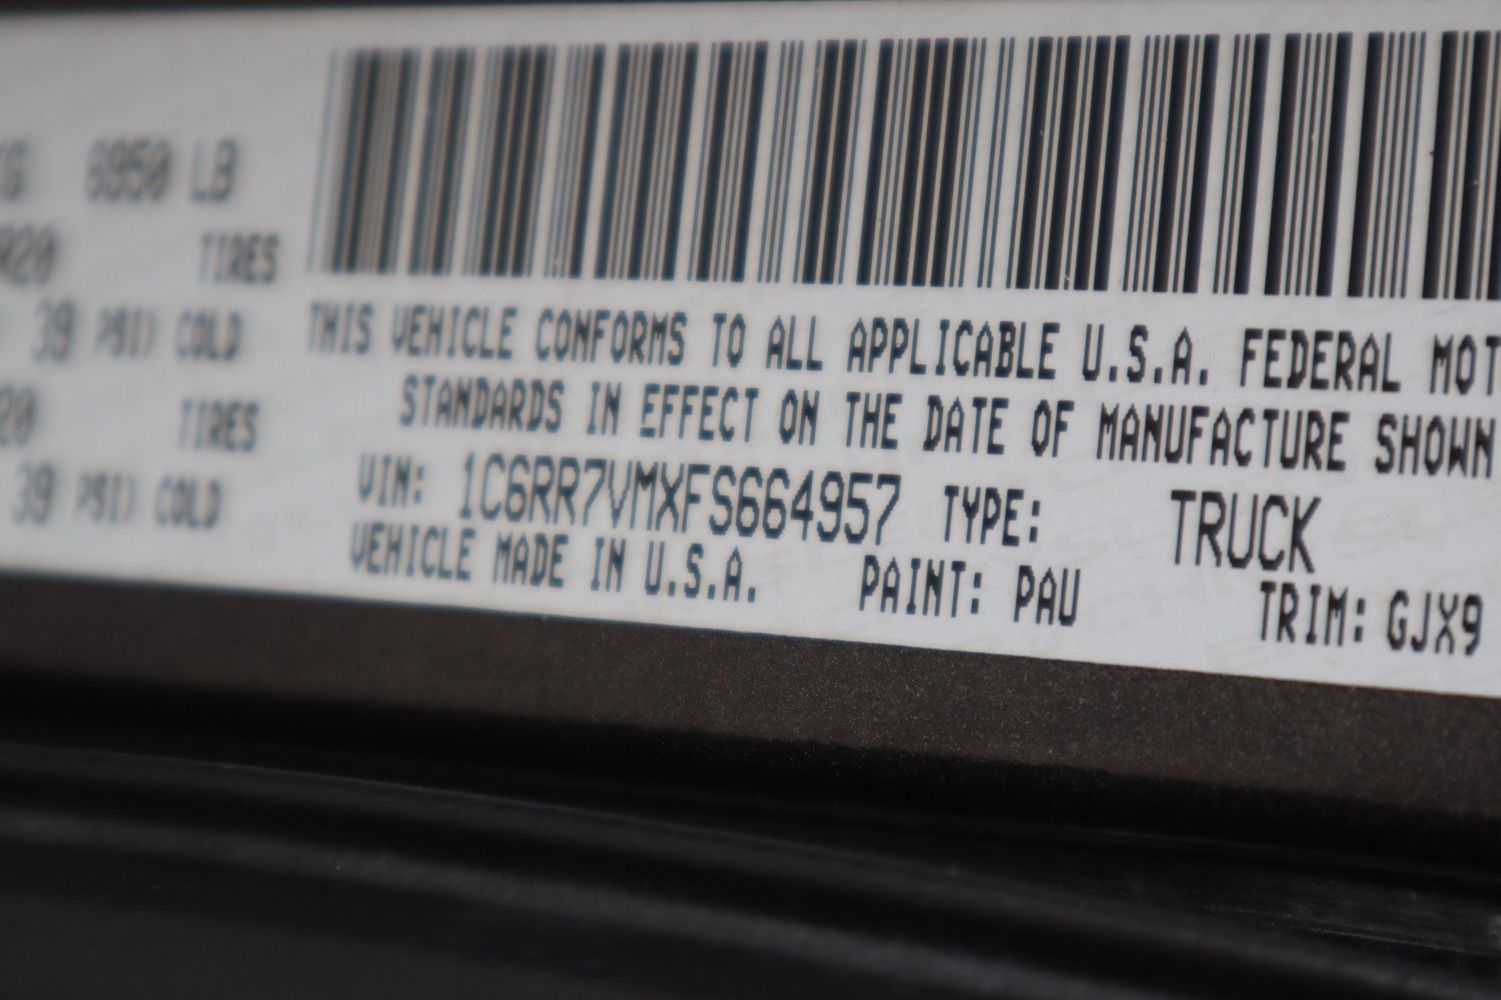 6950 LB
TIRES
39 PSI) COLD
TIRES
39 PSI) COLD
THIS VEHICLE CONFORMS TO ALL APPLICABLE U.S.A. FEDERAL MOT
STANDARDS IN EFFECT ON THE DATE OF MANUFACTURE SHOWN
VIN: 1C6RR7VMXFS664957 TYPE: TRUCK
VEHICLE MADE IN U.S.A. PAINT: PAU TRIM: GJX9